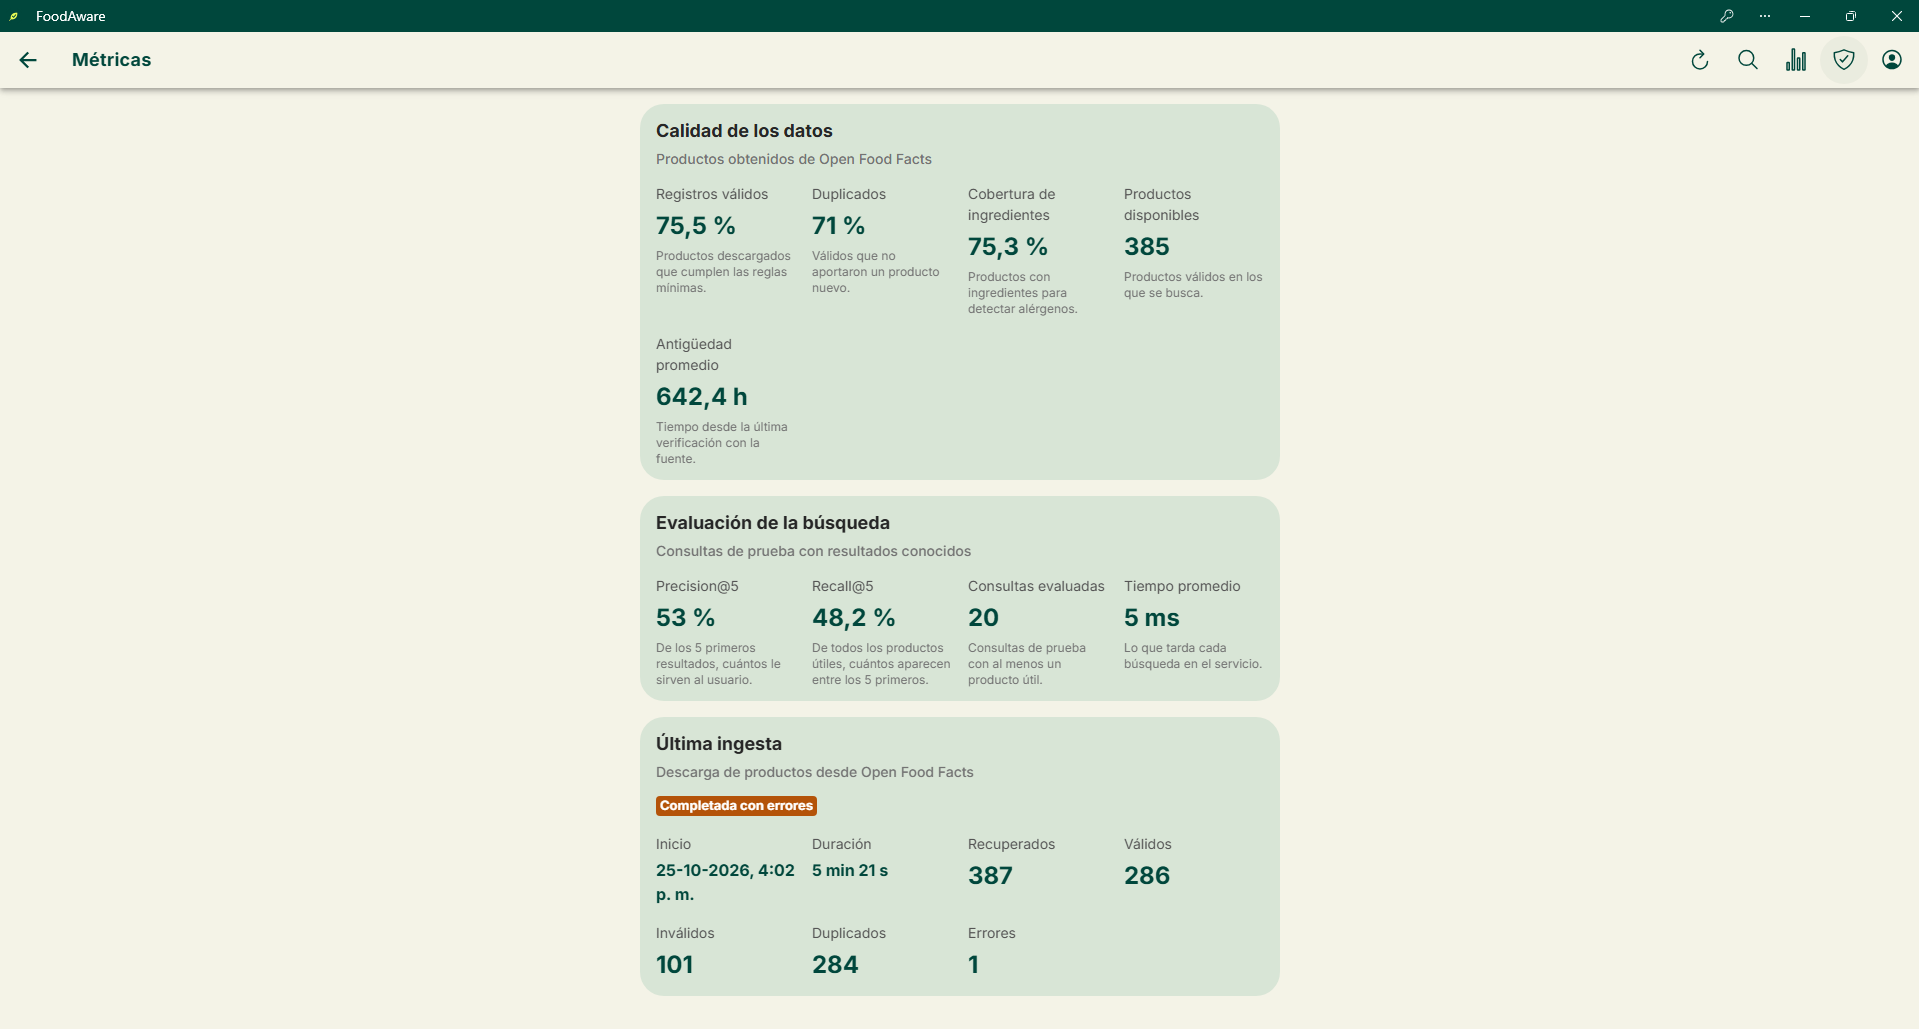 FoodAware
Métricas
Calidad de los datos
Productos obtenidos de Open Food Facts
Registros válidos
75,5 %
Productos descargados
que cumplen las reglas
mínimas.
Duplicados
71 %
Válidos que no
aportaron un producto
nuevo.
Cobertura de
ingredientes
75,3 %
Productos con
ingredientes para
detectar alérgenos.
Productos
disponibles
385
Productos válidos en los
que se busca.
Antigüedad
promedio
642,4 h
Tiempo desde la última
verificación con la
fuente.
Evaluación de la búsqueda
Consultas de prueba con resultados conocidos
Precision@5
53 %
De los 5 primeros
resultados, cuántos le
sirven al usuario.
Recall@5
48,2 %
De todos los productos
útiles, cuántos aparecen
entre los 5 primeros.
Consultas evaluadas
20
Consultas de prueba
con al menos un
producto útil.
Tiempo promedio
5 ms
Lo que tarda cada
búsqueda en el servicio.
Última ingesta
Descarga de productos desde Open Food Facts
Completada con errores
Inicio
25-10-2026, 4:02
p. m.
Duración
5 min 21 s
Recuperados
387
Válidos
286
Inválidos
101
Duplicados
284
Errores
1